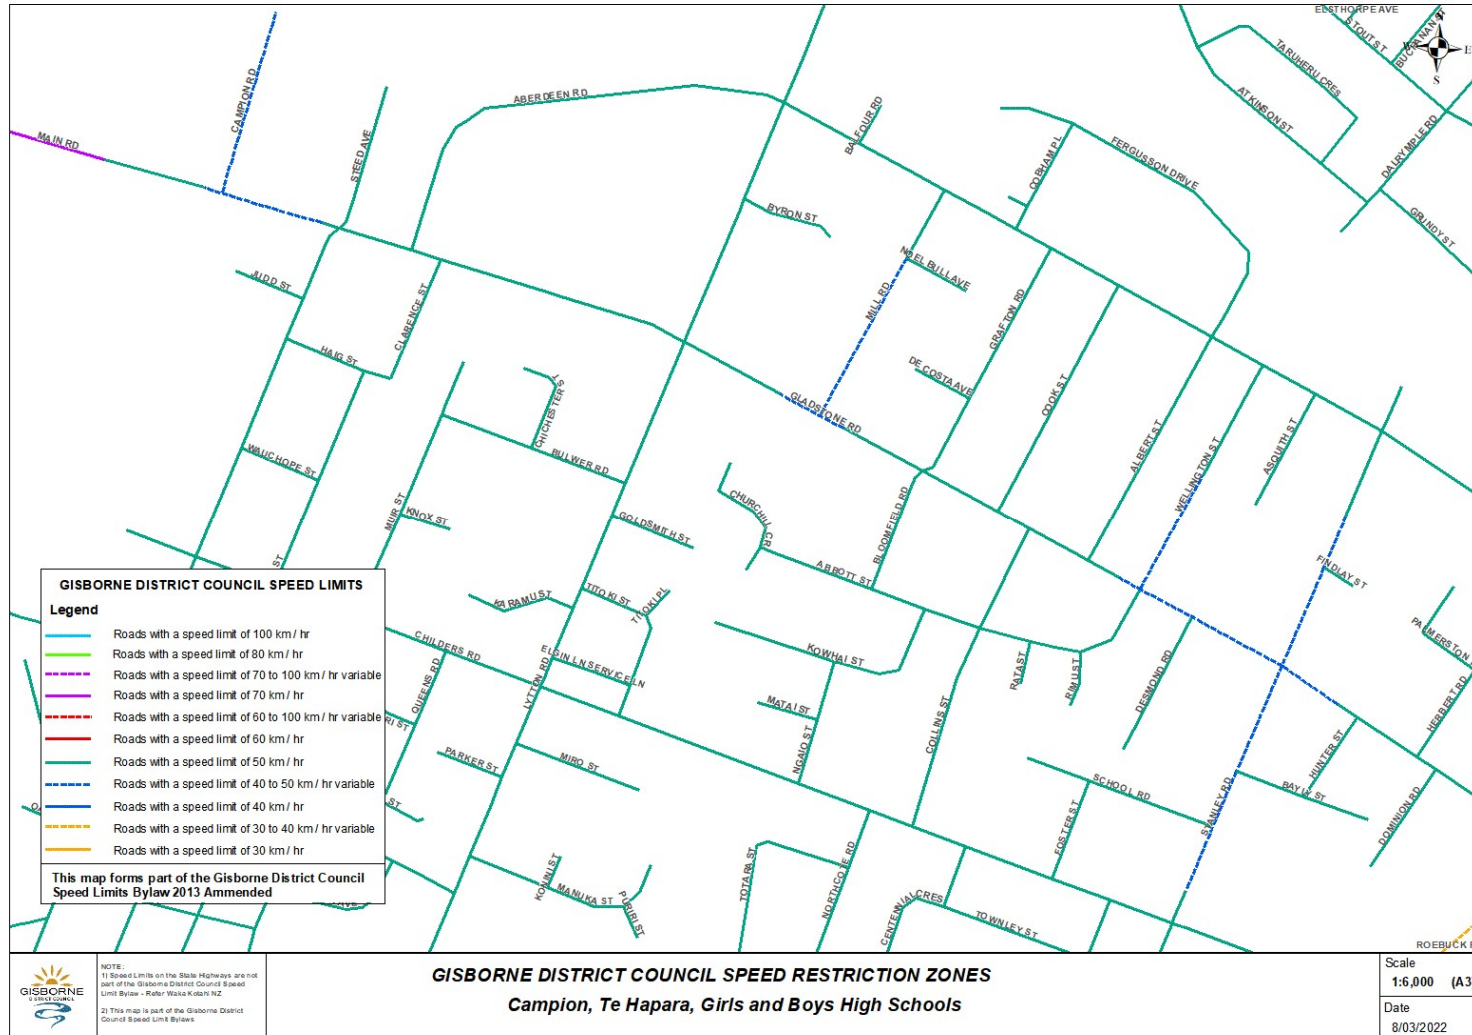 ELSTHORPE AVE
STOUT ST
BUCHANAN ST
N
W
E
S
TARUHERU CRES
ATKINSON ST
DALRYMPLE RD
GRUNDY ST
CAMPION RD
MAIN RD
STEED AVE
ABERDEEN RD
BALFOUR RD
COBHAM PL
FERGUSSON DRIVE
BYRON ST
NOEL BULL AVE
MILL RD
GRAFTON RD
JUDD ST
CLARENCE ST
HAIG ST
DE COSTA AVE
COOK ST
GLADSTONE RD
CHICHESTER ST
BULWER RD
ALBERT ST
WELLINGTON ST
ASQUITH ST
WAUCHOPE ST
MUIR ST
KNOX ST
GOLDSMITH ST
CHURCHILL CR
BLOOMFIELD RD
ABBOTT ST
FINDLAY ST
ST
KARAMU ST
TITOKI ST
TITOKI PL
CHILDERS RD
ELGIN LN SERVICE LN
QUEENS RD
LYTTON RD
KOWHAI ST
RATA ST
RIMU ST
DESMOND RD
PALMERSTON
HERBERT RD
MATAI ST
NGAIO ST
COLLINS ST
RI ST
PARKER ST
MIRO ST
SCHOOL RD
FOSTER ST
STANLEY RD
HUNTER ST
BAYLY ST
DOMINION RD
ST
KONINI ST
MANUKA ST
PURIRI ST
TOTARA ST
NORTHCOTE RD
CENTENNIAL CRES
TOWNLEY ST
AVE
ROEBUCK R
GISBORNE DISTRICT COUNCIL SPEED LIMITS
Legend
Roads with a speed limit of 100 km / hr
Roads with a speed limit of 80 km / hr
Roads with a speed limit of 70 to 100 km / hr variable
Roads with a speed limit of 70 km / hr
Roads with a speed limit of 60 to 100 km / hr variable
Roads with a speed limit of 60 km / hr
Roads with a speed limit of 50 km / hr
Roads with a speed limit of 40 to 50 km / hr variable
Roads with a speed limit of 40 km / hr
Roads with a speed limit of 30 to 40 km / hr variable
Roads with a speed limit of 30 km / hr
This map forms part of the Gisborne District Council
Speed Limits Bylaw 2013 Ammended
GISBORNE
DISTRICT COUNCIL
NOTE:
1) Speed Limits on the State Highways are not
part of the Gisborne District Council Speed
Limit Bylaw - Refer Waka Kotahi NZ
2) This map is part of the Gisborne District
Council Speed Limit Bylaws
GISBORNE DISTRICT COUNCIL SPEED RESTRICTION ZONES
Campion, Te Hapara, Girls and Boys High Schools
Scale
1:6,000 (A3
Date
8/03/2022